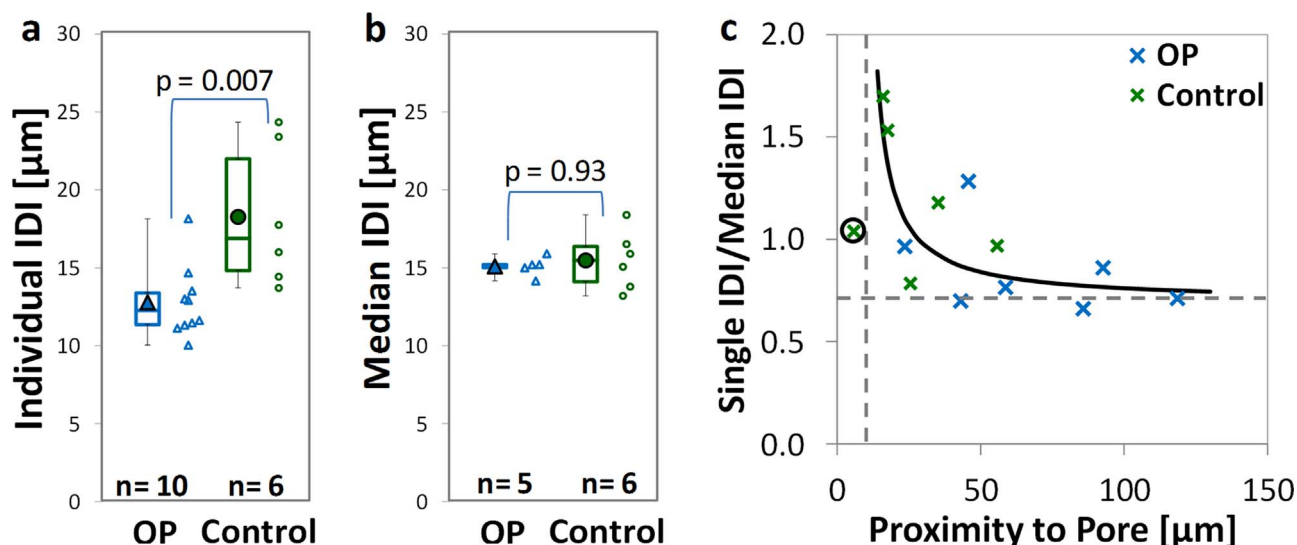 a
Individual IDI [µm]
30
25
20
15
10
5
0
p = 0.007
n= 10
n= 6
OP
Control
b
Median IDI [µm]
30
25
20
15
10
5
0
p = 0.93
n= 5
n= 6
OP
Control
c
Single IDI/Median IDI
2.0
1.5
1.0
0.5
0.0
OP
Control
0
50
100
150
Proximity to Pore [µm]